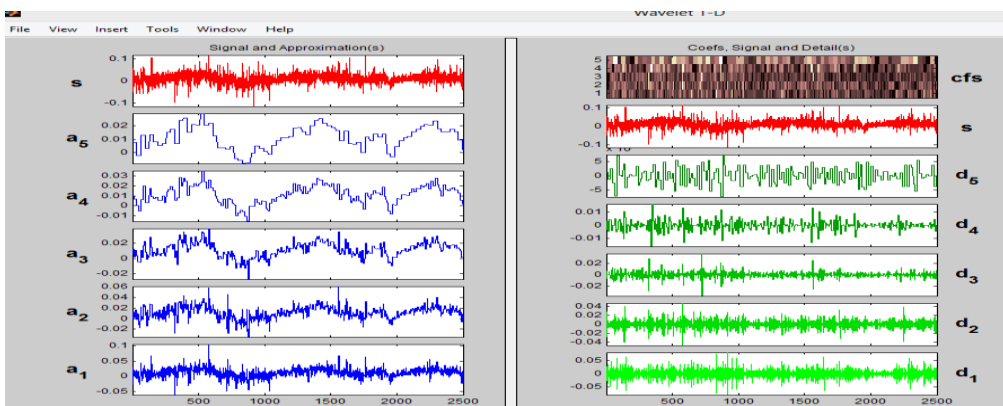 Wavelet 1-D
File View Insert Tools Window Help
Signal and Approximation(s)
s
0.1
0
-0.1
a5
0.02
0.01
0
a4
0.03
0.02
0.01
0
-0.01
a3
0.02
0
-0.02
a2
0.06
0.04
0.02
0
-0.02
a1
0.1
0.05
0
-0.05
500 1000 1500 2000 2500
Coefs, Signal and Detail(s)
5
4
3
2
1
cfs
0.1
0
-0.1
s
5
0
-5
d5
0.01
0
-0.01
d4
0.02
0
-0.02
d3
0.04
0.02
0
-0.02
-0.04
d2
0.05
0
-0.05
d1
500 1000 1500 2000 2500